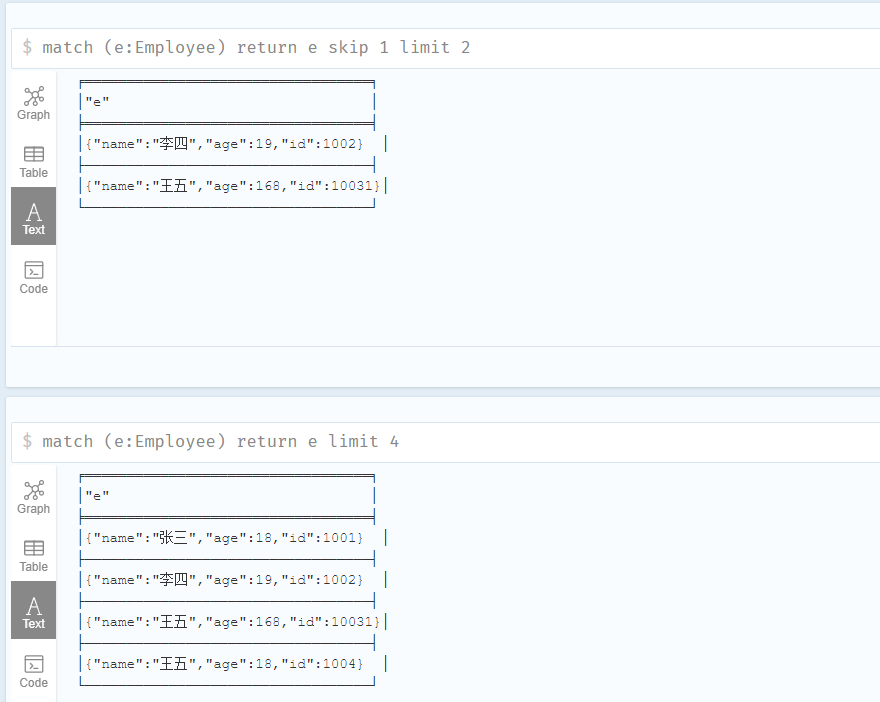 $ match (e:Employee) return e skip 1 limit 2
Graph
Table
Text
Code
"e"
{"name":"李四","age":19,"id":1002}
{"name":"王五","age":168,"id":10031}
$ match (e:Employee) return e limit 4
Graph
Table
Text
Code
"e"
{"name":"张三","age":18,"id":1001}
{"name":"李四","age":19,"id":1002}
{"name":"王五","age":168,"id":10031}
{"name":"王五","age":18,"id":1004}